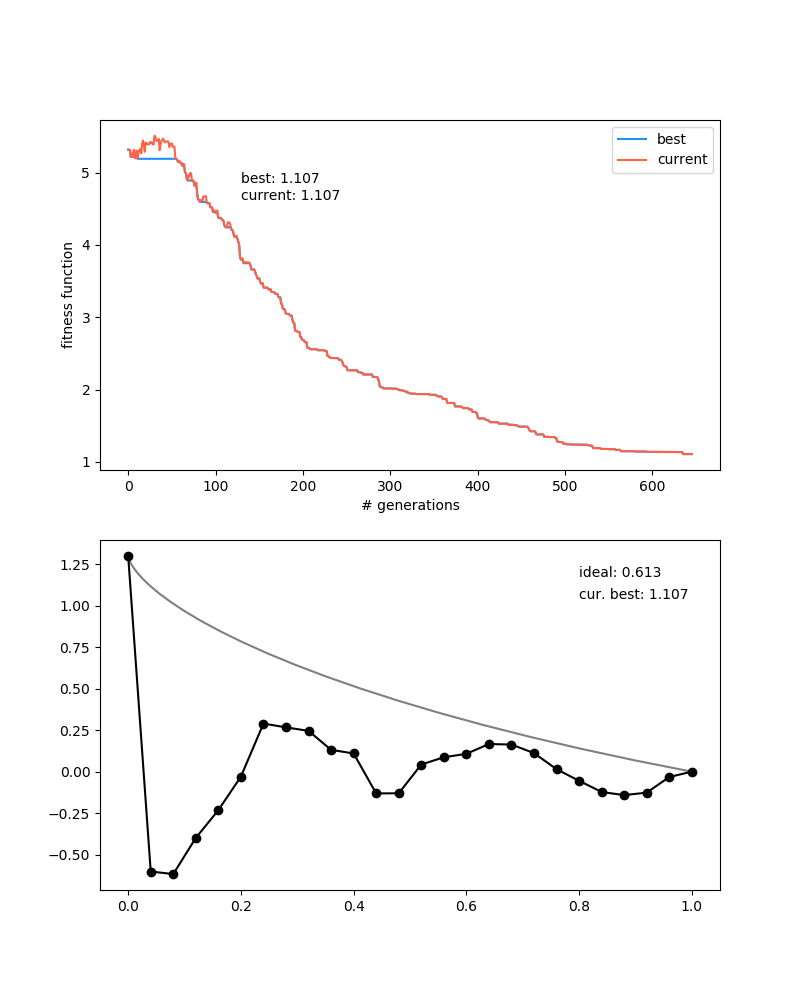 best
current
best: 1.107
current: 1.107
fitness function
5
4
3
2
1
0 100 200 300 400 500 600
# generations
ideal: 0.613
cur. best: 1.107
1.25
1.00
0.75
0.50
0.25
0.00
−0.25
−0.50
0.0 0.2 0.4 0.6 0.8 1.0